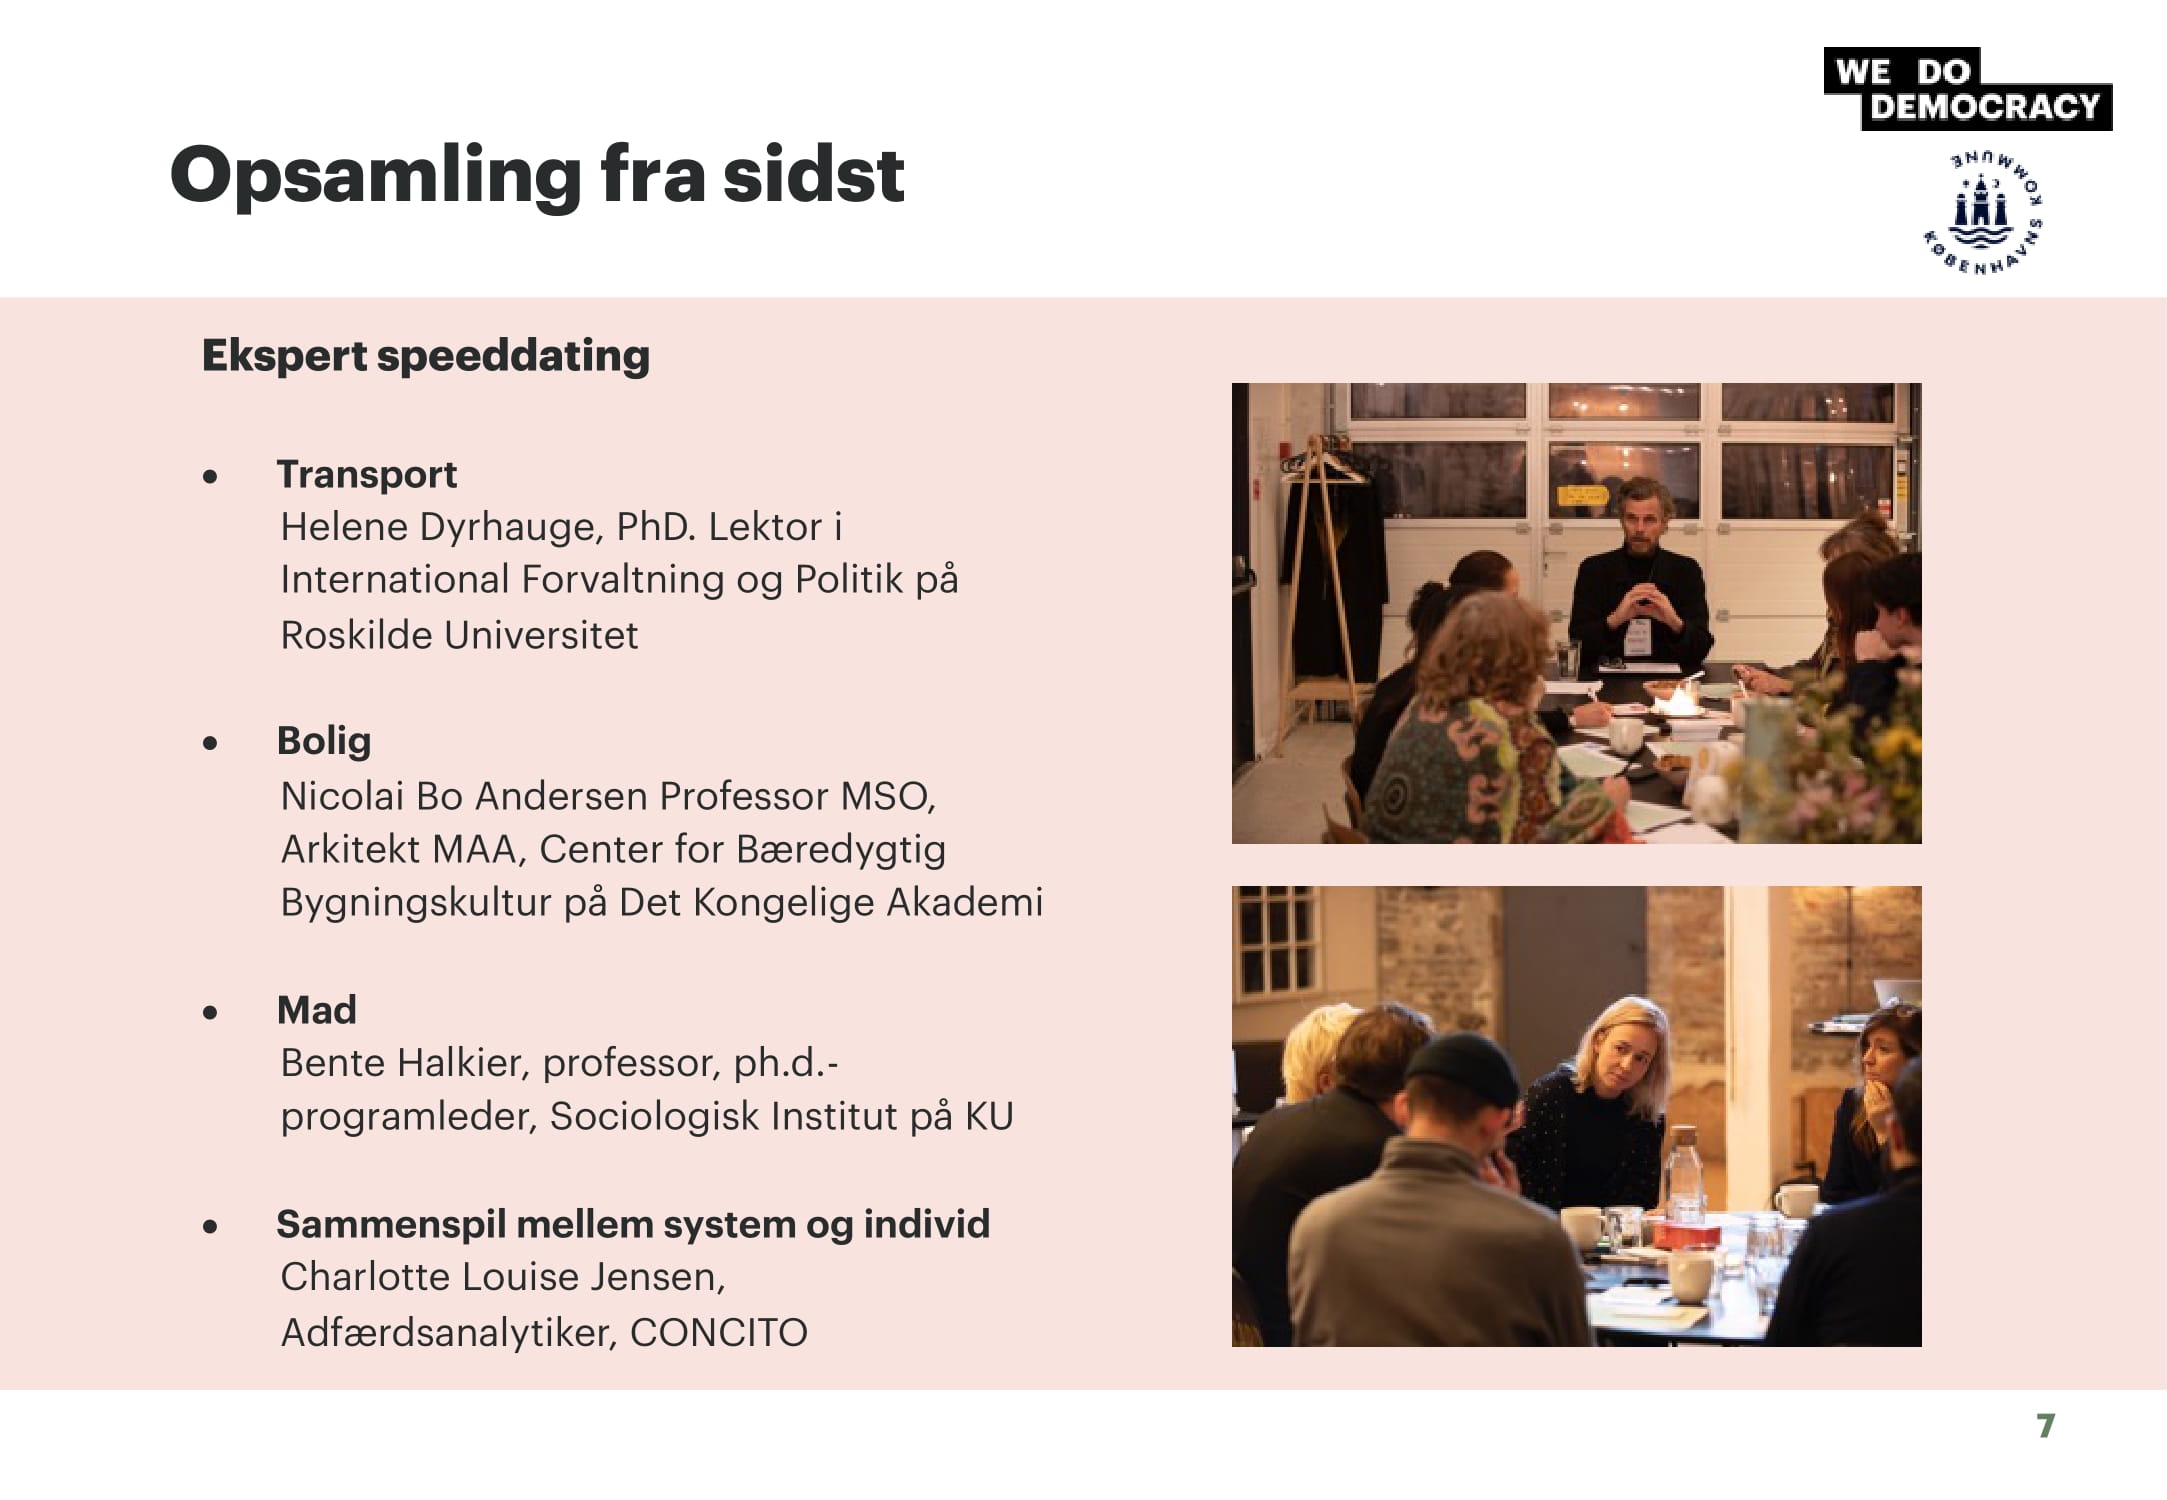 WE DO
DEMOCRACY
KØBENHAVNS KOMMUNE
Opsamling fra sidst
Ekspert speeddating
• Transport
Helene Dyrhauge, PhD. Lektor i
International Forvaltning og Politik på
Roskilde Universitet
• Bolig
Nicolai Bo Andersen Professor MSO,
Arkitekt MAA, Center for Bæredygtig
Bygningskultur på Det Kongelige Akademi
• Mad
Bente Halkier, professor, ph.d.-
programleder, Sociologisk Institut på KU
• Sammenspil mellem system og individ
Charlotte Louise Jensen,
Adfærdsanalytiker, CONCITO
7